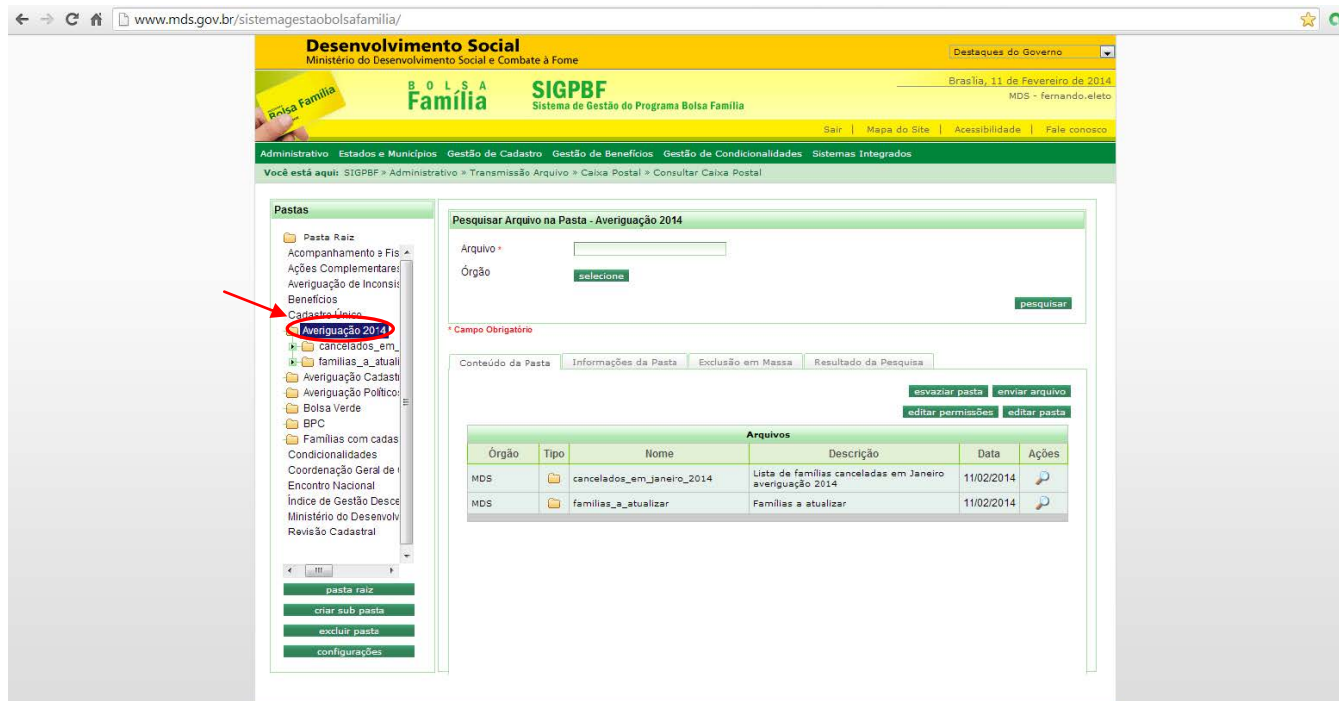 www.mds.gov.br/sistemagestaobolsafamilia/
Desenvolvimento Social
Ministério do Desenvolvimento Social e Combate à Fome
Destaques do Governo
Bolsa Família
BOLSA
Família
SIGPBF
Sistema de Gestão do Programa Bolsa Família
Brasília, 11 de Fevereiro de 2014
MDS - fernando.eleto
Sair | Mapa do Site | Acessibilidade | Fale conosco
Administrativo Estados e Municípios Gestão de Cadastro Gestão de Benefícios Gestão de Condicionalidades Sistemas Integrados
Você está aqui: SIGPBF » Administrativo » Transmissão Arquivo » Caixa Postal » Consultar Caixa Postal
Pastas
Pasta Raiz
Acompanhamento e Fis
Ações Complementares
Averiguação de Inconsis
Benefícios
Cadastro Único
Averiguação 2014
cancelados_em_
familias_a_atuali
Averiguação Cadast
Averiguação Político
Bolsa Verde
BPC
Famílias com cadas
Condicionalidades
Coordenação Geral de
Encontro Nacional
Índice de Gestão Desce
Ministério do Desenvolv
Revisão Cadastral
pasta raiz
criar sub pasta
excluir pasta
configurações
Pesquisar Arquivo na Pasta - Averiguação 2014
Arquivo *
Órgão selecione
pesquisar
* Campo Obrigatório
Conteúdo da Pasta Informações da Pasta Exclusão em Massa Resultado da Pesquisa
esvaziar pasta enviar arquivo
editar permissões editar pasta
Arquivos
Órgão Tipo Nome Descrição Data Ações
MDS cancelados_em_janeiro_2014 Lista de famílias canceladas em Janeiro averiguação 2014 11/02/2014
MDS familias_a_atualizar Famílias a atualizar 11/02/2014